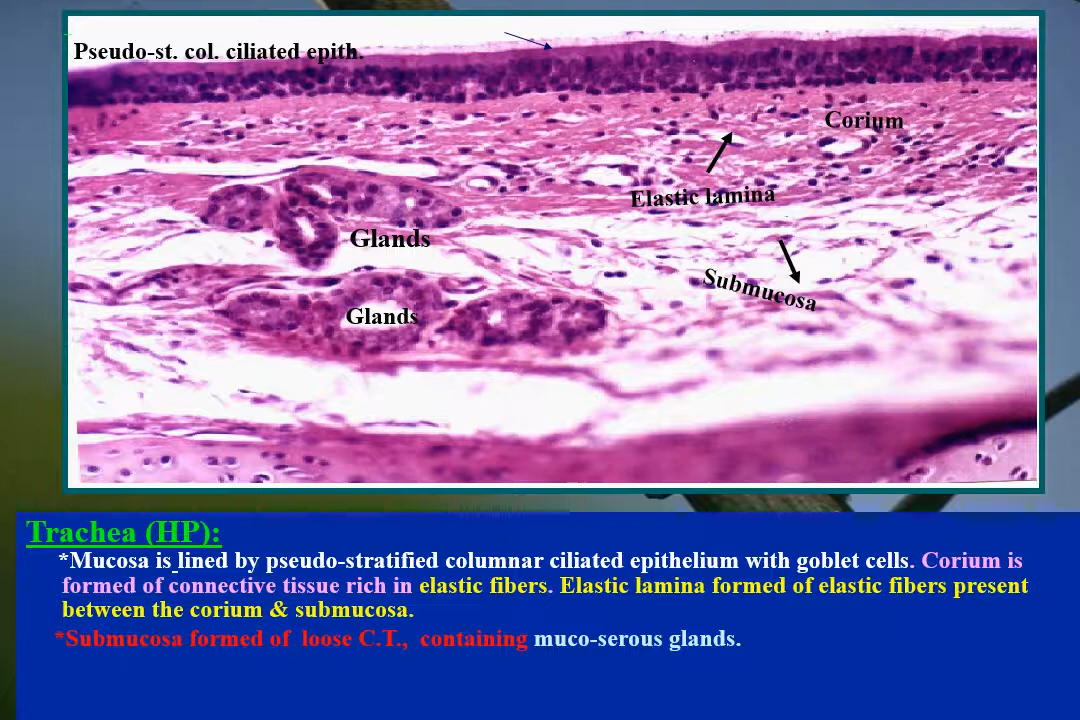 Pseudo-st. col. ciliated epith.
Corium
Elastic lamina
Glands
Submucosa
Glands
Trachea (HP):
*Mucosa is lined by pseudo-stratified columnar ciliated epithelium with goblet cells. Corium is
formed of connective tissue rich in elastic fibers. Elastic lamina formed of elastic fibers present
between the corium & submucosa.
*Submucosa formed of loose C.T., containing muco-serous glands.